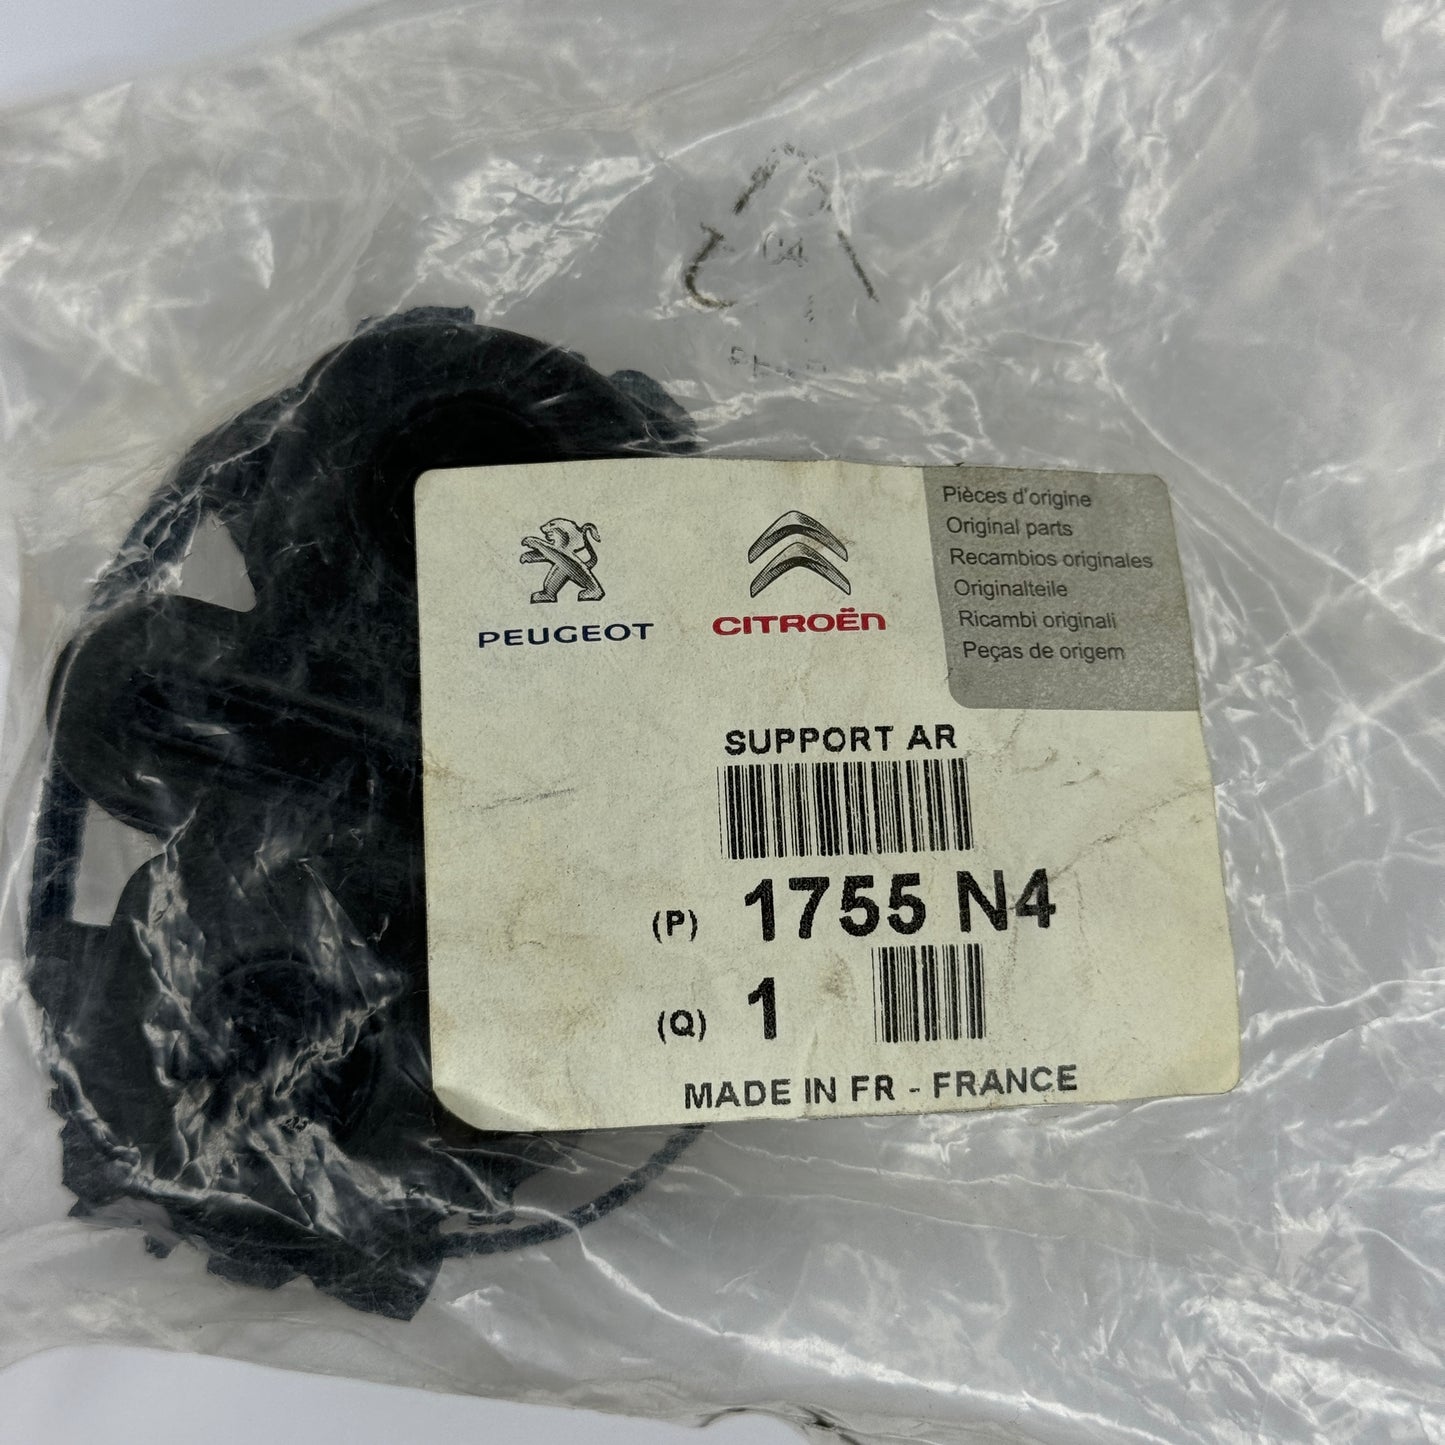 04
PEUGEOT
CITROËN
Pièces d'origine
Original parts
Recambios originales
Originalteile
Ricambi originali
Peças de origem
SUPPORT AR
(P) 1755 N4
(Q) 1
MADE IN FR - FRANCE